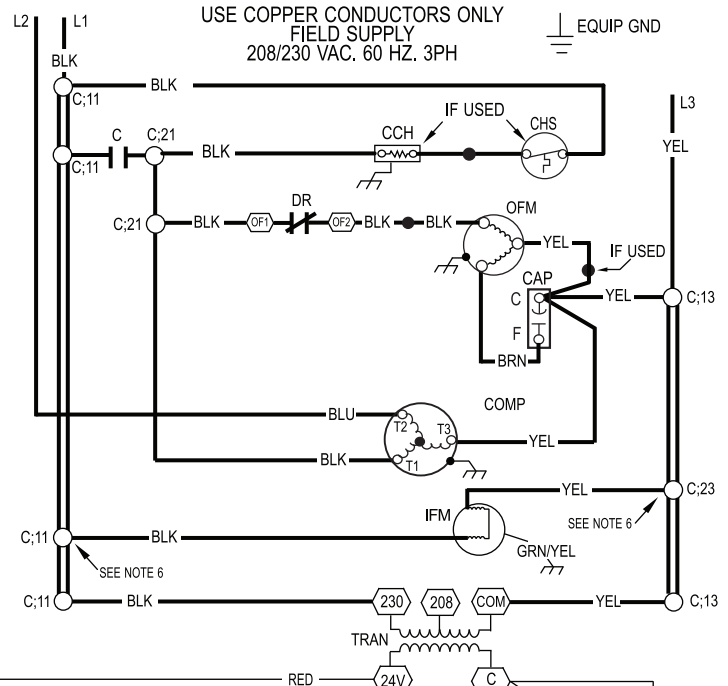 L2
L1
USE COPPER CONDUCTORS ONLY
FIELD SUPPLY
208/230 VAC. 60 HZ. 3PH
EQUIP GND
BLK
C;11
BLK
L3
IF USED
C
C;21
CCH
CHS
C;11
BLK
YEL
DR
OFM
C;21
BLK
OF1
OF2
BLK
BLK
YEL
IF USED
CAP
C
YEL
C;13
F
BRN
COMP
BLU
T2
T3
YEL
BLK
T1
YEL
C;23
IFM
SEE NOTE 6
C;11
BLK
GRN/YEL
SEE NOTE 6
C;11
BLK
230
208
COM
YEL
C;13
TRAN
RED
24V
C